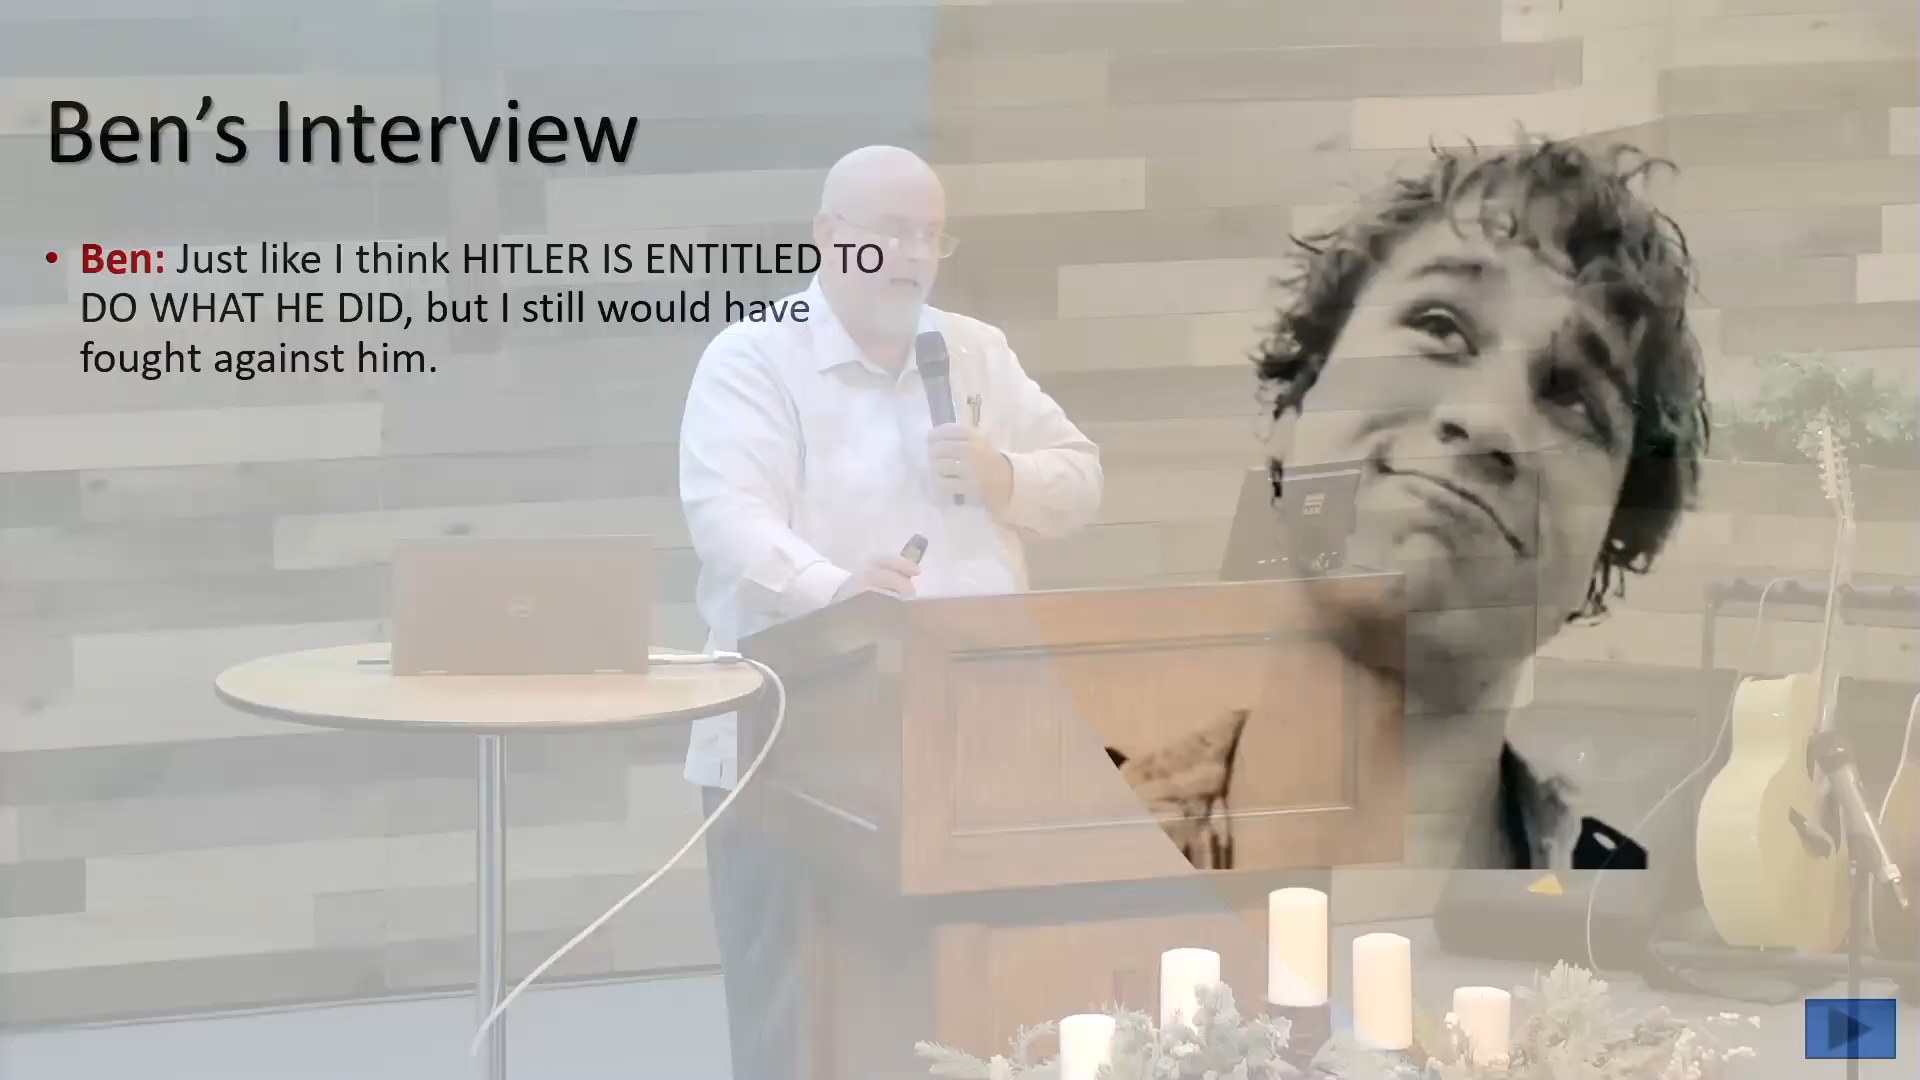 Ben’s Interview
• Ben: Just like I think HITLER IS ENTITLED TO
DO WHAT HE DID, but I still would have
fought against him.